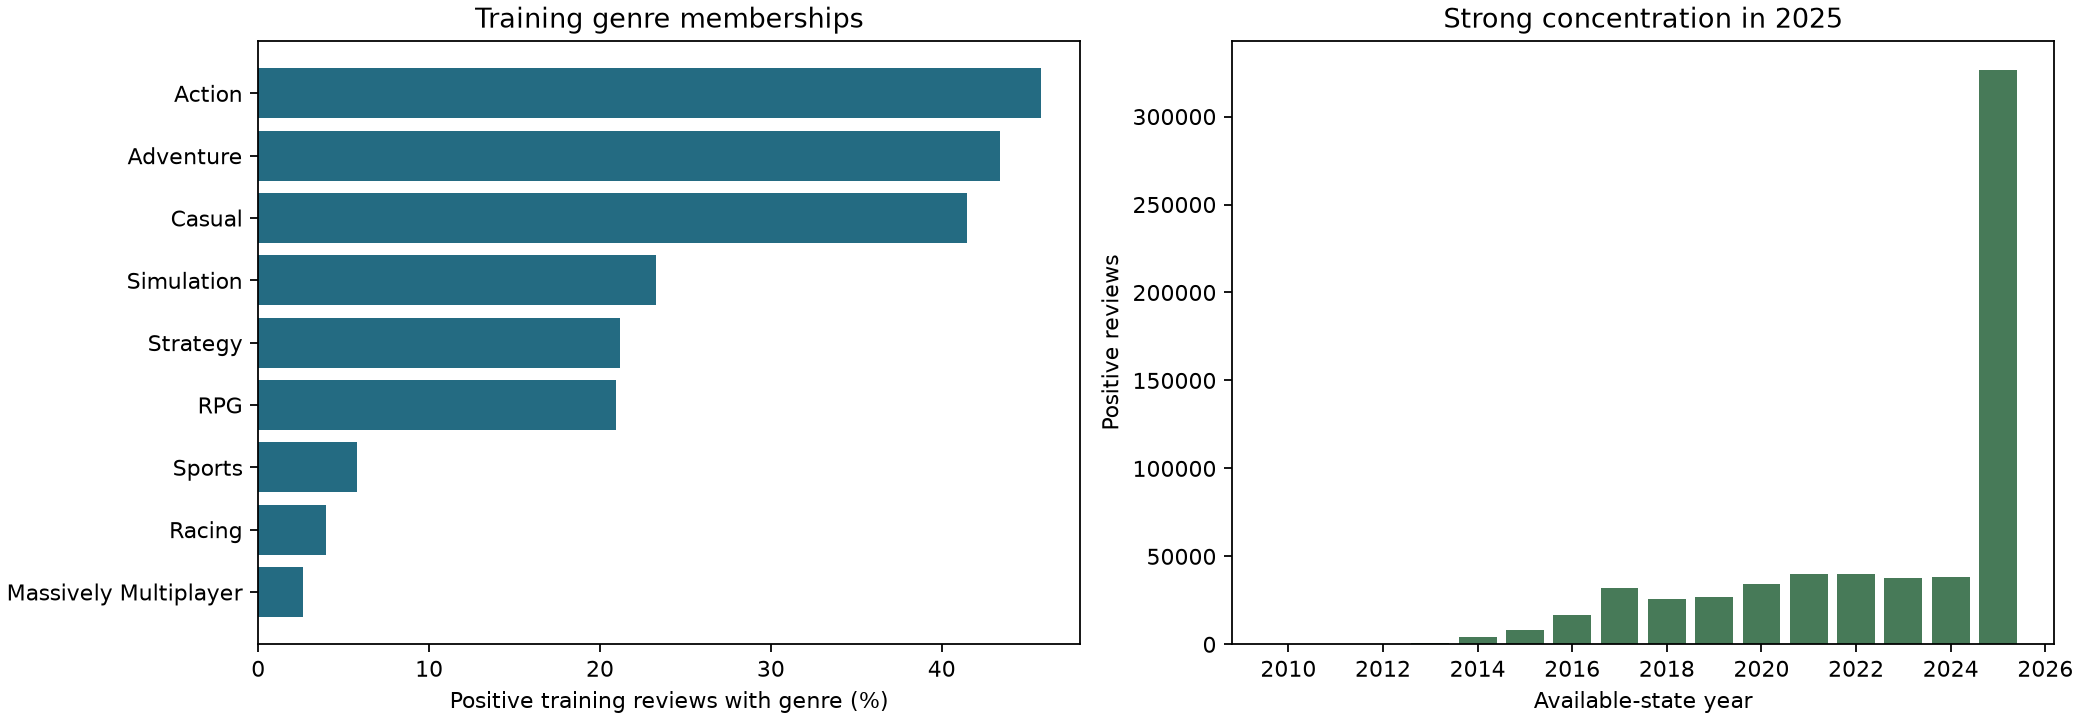 Training genre memberships
Action
Adventure
Casual
Simulation
Strategy
RPG
Sports
Racing
Massively Multiplayer
0 10 20 30 40
Positive training reviews with genre (%)
Strong concentration in 2025
Positive reviews
300000
250000
200000
150000
100000
50000
0
2010 2012 2014 2016 2018 2020 2022 2024 2026
Available-state year